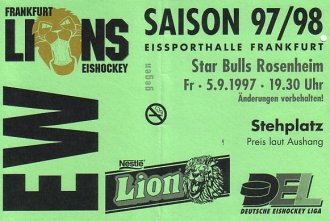 FRANKFURT
LIONS
EISHOCKEY
SAISON 97/98
EISSPORTHALLE FRANKFURT
gegen
Star Bulls Rosenheim
Fr · 5.9.1997 · 19.30 Uhr
Änderungen vorbehalten!
EW
Stehplatz
Preis laut Aushang
Nestlé
Lion
DEL
DEUTSCHE EISHOCKEY LIGA